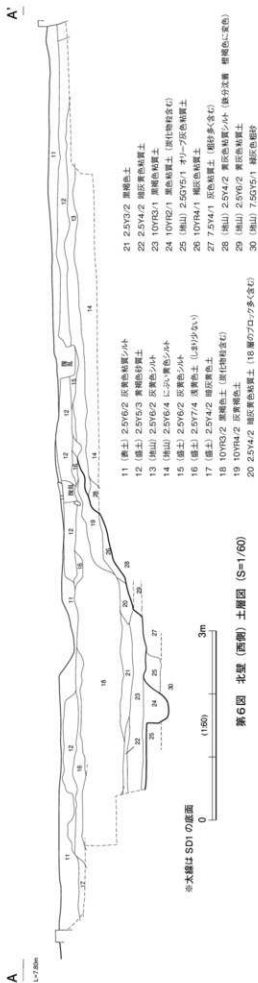 A
A'
L=7.80m
11 (表土) 2.5Y6/2 灰黄色粘質シルト
12 (盛土) 2.5Y5/3 黄褐色砂質土
13 (地山) 2.5Y6/2 灰黄色シルト
14 (地山) 2.5Y6/4 にぶい黄色シルト
15 (盛土) 2.5Y6/2 灰黄色シルト
16 (盛土) 2.5Y7/4 浅黄色土 (しまり少ない)
17 (盛土) 2.5Y4/2 暗灰黄色土
18 10YR3/2 黒褐色土 (炭化物粒含む)
19 10YR4/2 灰黄褐色土
20 2.5Y4/2 暗灰黄色粘質土 (18層のブロック多く含む)
21 2.5Y3/2 黒褐色土
22 2.5Y4/2 暗灰黄色粘質土
23 10YR3/1 黒褐色粘質土
24 10YR2/1 黒色粘質土 (炭化物粒含む)
25 (地山) 2.5GY5/1 オリーブ灰色粘質土
26 10YR4/1 褐灰色粘質土
27 7.5Y4/1 灰色粘質土 (粗砂多く含む)
28 (地山) 2.5Y4/2 黄灰色粘質シルト (鉄分沈着 橙褐色に変色)
29 (地山) 2.5Y6/2 黄灰色粘質土
30 (地山) 7.5GY5/1 緑灰色粗砂
※太線は SD1 の底面
0
(1:60)
3m
第6図 北壁 (西側) 土層図 (S=1/60)